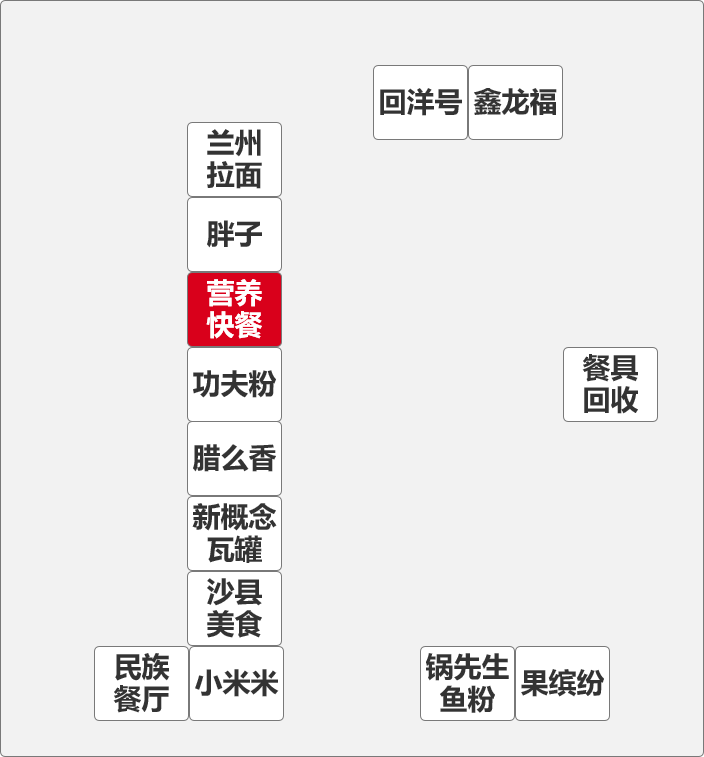 回洋号
鑫龙福
兰州
拉面
胖子
营养
快餐
功夫粉
餐具
回收
腊么香
新概念
瓦罐
沙县
美食
民族
餐厅
小米米
锅先生
鱼粉
果缤纷